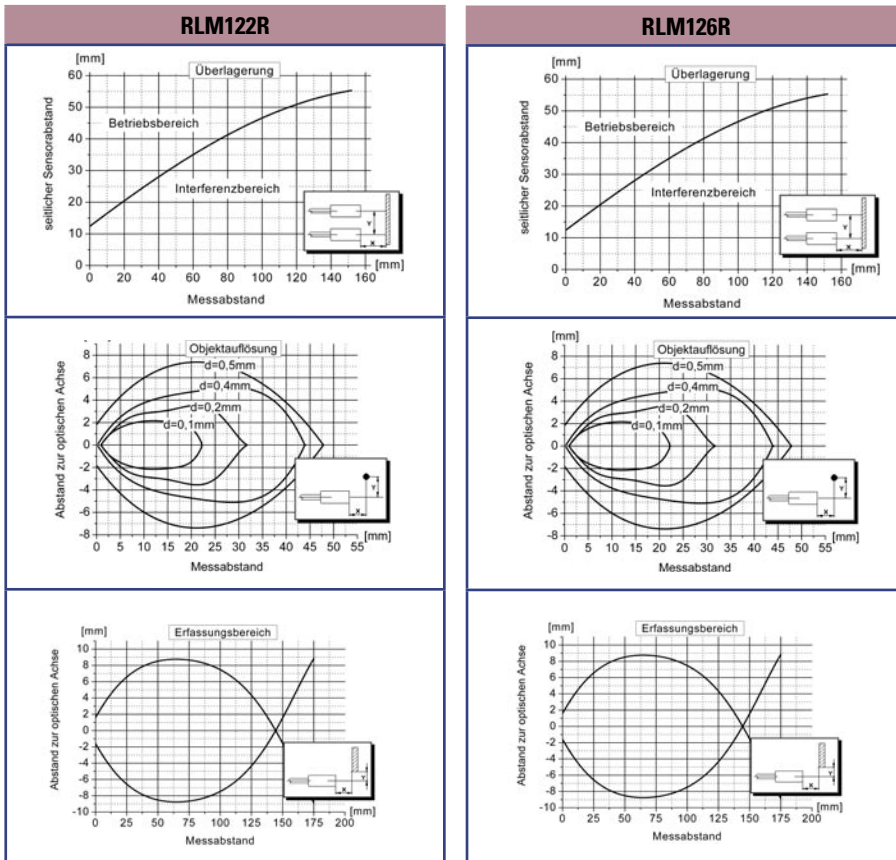 RLM122R
[mm]
Überlagerung
60
50
40
30
20
10
0
seitlicher Sensorabstand
Betriebsbereich
Interferenzbereich
Y
X
0 20 40 60 80 100 120 140 160
[mm]
Messabstand
Objektauflösung
8
6
4
2
0
-2
-4
-6
-8
Abstand zur optischen Achse
d=0,5mm
d=0,4mm
d=0,2mm
d=0,1mm
Y
X
0 5 10 15 20 25 30 35 40 45 50 55
[mm]
Messabstand
[mm]
Erfassungsbereich
10
8
6
4
2
0
-2
-4
-6
-8
-10
Abstand zur optischen Achse
Y
X
0 25 50 75 100 125 150 175 200
[mm]
Messabstand
RLM126R
[mm]
Überlagerung
60
50
40
30
20
10
0
seitlicher Sensorabstand
Betriebsbereich
Interferenzbereich
Y
X
0 20 40 60 80 100 120 140 160
[mm]
Messabstand
[mm]
Objektauflösung
8
6
4
2
0
-2
-4
-6
-8
Abstand zur optischen Achse
d=0,5mm
d=0,4mm
d=0,2mm
d=0,1mm
Y
X
0 5 10 15 20 25 30 35 40 45 50 55
[mm]
Messabstand
[mm]
Erfassungsbereich
10
8
6
4
2
0
-2
-4
-6
-8
-10
Abstand zur optischen Achse
Y
X
0 25 50 75 100 125 150 175 200
[mm]
Messabstand